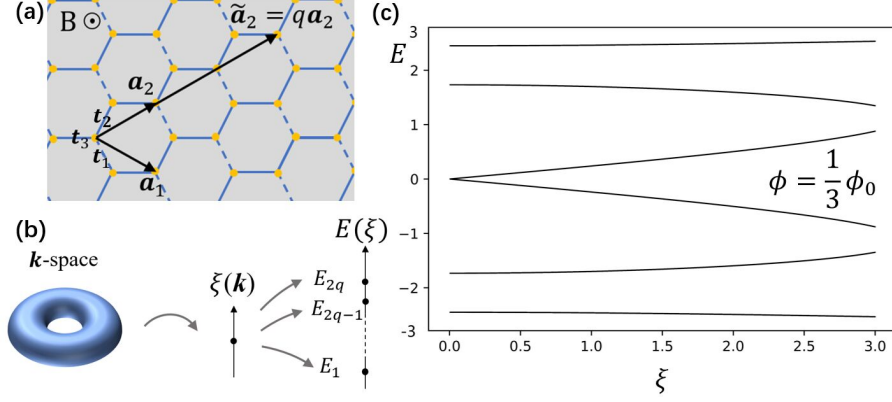 (a)
B ⊙
ã₂ = qa₂
a₂
t₂
t₃
t₁
a₁
(b)
k-space
ξ(k)
E(ξ)
E₂q
E₂q₋₁
E₁
(c)
E
3
2
1
0
-1
-2
-3
ϕ = 1/3 ϕ₀
0.0 0.5 1.0 1.5 2.0 2.5 3.0
ξ